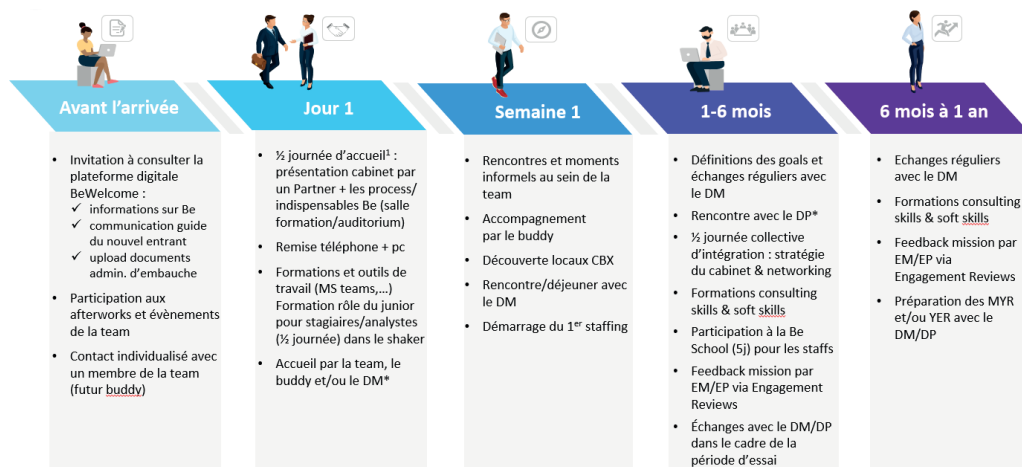 Avant l'arrivée
• Invitation à consulter la
plateforme digitale
BeWelcome :
✓ informations sur Be
✓ communication guide
du nouvel entrant
✓ upload documents
admin. d'embauche
• Participation aux
afterworks et évènements
de la team
• Contact individualisé avec
un membre de la team
(futur buddy)
Jour 1
• ½ journée d'accueil¹ :
présentation cabinet par
un Partner + les process/
indispensables Be (salle
formation/auditorium)
• Remise téléphone + pc
• Formations et outils de
travail (MS teams,…)
Formation rôle du junior
pour stagiaires/analystes
(½ journée) dans le shaker
• Accueil par la team, le
buddy et/ou le DM*
Semaine 1
• Rencontres et moments
informels au sein de la
team
• Accompagnement
par le buddy
• Découverte locaux CBX
• Rencontre/déjeuner avec
le DM
• Démarrage du 1er staffing
1-6 mois
• Définitions des goals et
échanges réguliers avec
le DM
• Rencontre avec le DP*
• ½ journée collective
d'intégration : stratégie
du cabinet & networking
• Formations consulting
skills & soft skills
• Participation à la Be
School (5j) pour les staffs
• Feedback mission par
EM/EP via Engagement
Reviews
• Échanges avec le DM/DP
dans le cadre de la
période d'essai
6 mois à 1 an
• Echanges réguliers
avec le DM
• Formations consulting
skills & soft skills
• Feedback mission par
EM/EP via
Engagement Reviews
• Préparation des MYR
et/ou YER avec le
DM/DP